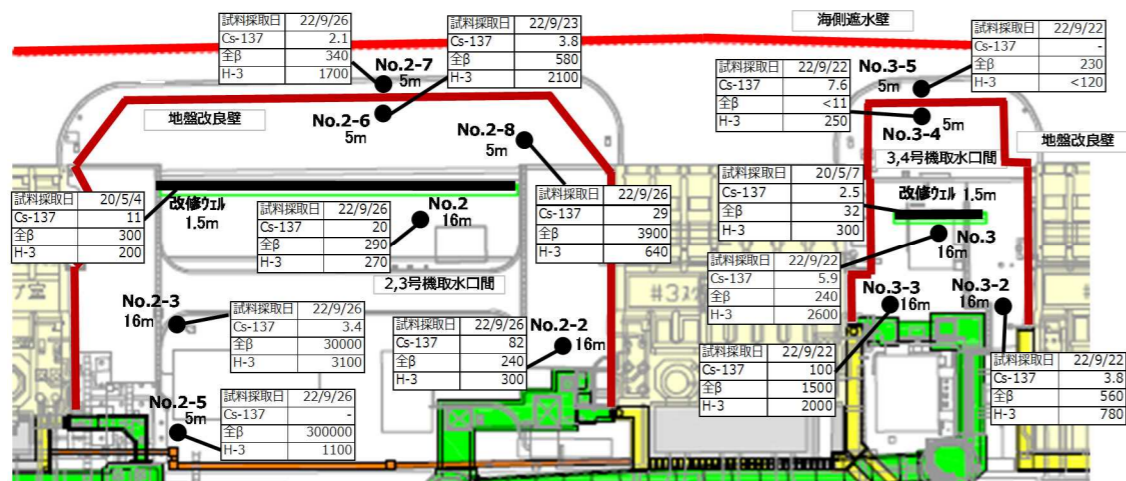 海側遮水壁
試料採取日 22/9/26
Cs-137 2.1
全β 340
H-3 1700
試料採取日 22/9/23
Cs-137 3.8
全β 580
H-3 2100
試料採取日 22/9/22
Cs-137 -
全β 230
H-3 <120
No.2-7
5m
No.3-5
5m
試料採取日 22/9/22
Cs-137 7.6
全β <11
H-3 250
地盤改良壁
No.2-6
5m
No.2-8
5m
No.3-4
5m
地盤改良壁
3,4号機取水口間
試料採取日 20/5/4
Cs-137 11
全β 300
H-3 200
改修ウェル
1.5m
試料採取日 22/9/26
Cs-137 20
全β 290
H-3 270
No.2
16m
試料採取日 22/9/26
Cs-137 29
全β 3900
H-3 640
試料採取日 20/5/7
Cs-137 2.5
全β 32
H-3 300
改修ウェル 1.5m
No.3
16m
試料採取日 22/9/22
Cs-137 5.9
全β 240
H-3 2600
2,3号機取水口間
No.2-3
16m
試料採取日 22/9/26
Cs-137 3.4
全β 30000
H-3 3100
試料採取日 22/9/26
Cs-137 82
全β 240
H-3 300
No.2-2
16m
No.3-3
16m
No.3-2
16m
試料採取日 22/9/22
Cs-137 100
全β 1500
H-3 2000
試料採取日 22/9/22
Cs-137 3.8
全β 560
H-3 780
No.2-5
5m
試料採取日 22/9/26
Cs-137 -
全β 300000
H-3 1100